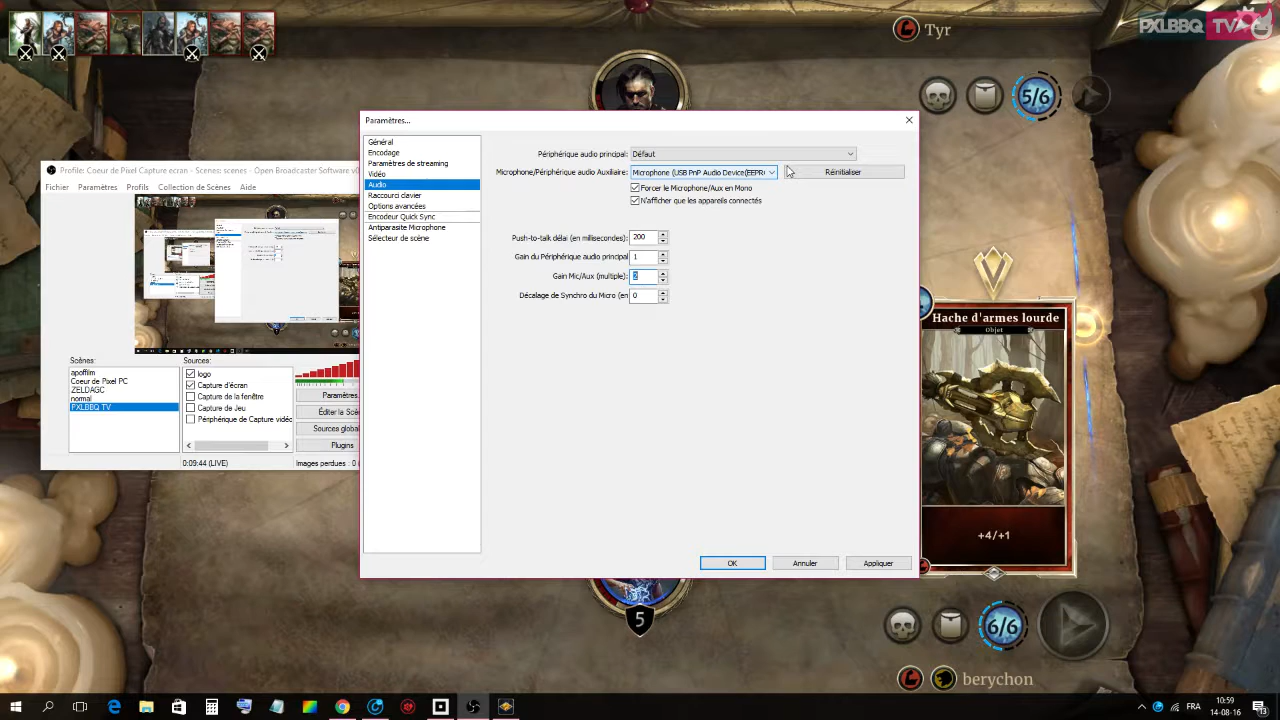 PXLBBQ TV
Tyr
5/6
Paramètres...
Général
Encodage
Paramètres de streaming
Vidéo
Audio
Raccourci clavier
Options avancées
Encodeur Quick Sync
Antiparasite Microphone
Sélecteur de scène
Périphérique audio principal: Défaut
Microphone/Périphérique audio Auxiliaire: Microphone (USB PnP Audio Device(EEPR
Réinitialiser
Forcer le Microphone/Aux en Mono
N'afficher que les appareils connectés
Push-to-talk délai (en millisecondes): 200
Gain du Périphérique audio principal 1
Gain Mic/Aux (multiple): 2
Décalage de Synchro du Micro (en 0
OK Annuler Appliquer
Profile: Coeur de Pixel Capture ecran - Scenes: scenes - Open Broadcaster Software v0
Fichier Paramètres Profils Collection de Scènes Aide
Scènes:
apoffilm
Coeur de Pixel PC
ZELDAGC
normal
PXLBBQ TV
Sources:
logo
Capture d'écran
Capture de la fenêtre
Capture de Jeu
Périphérique de Capture vidéo
Paramètres.
Éditer la Scè
Sources globa
Plugins
0:09:44 (LIVE)
Images perdues : 0 (
Hache d'armes lourde
Objet
+4/+1
5
6/6
berychon
FRA
10:59
14-08-16
13